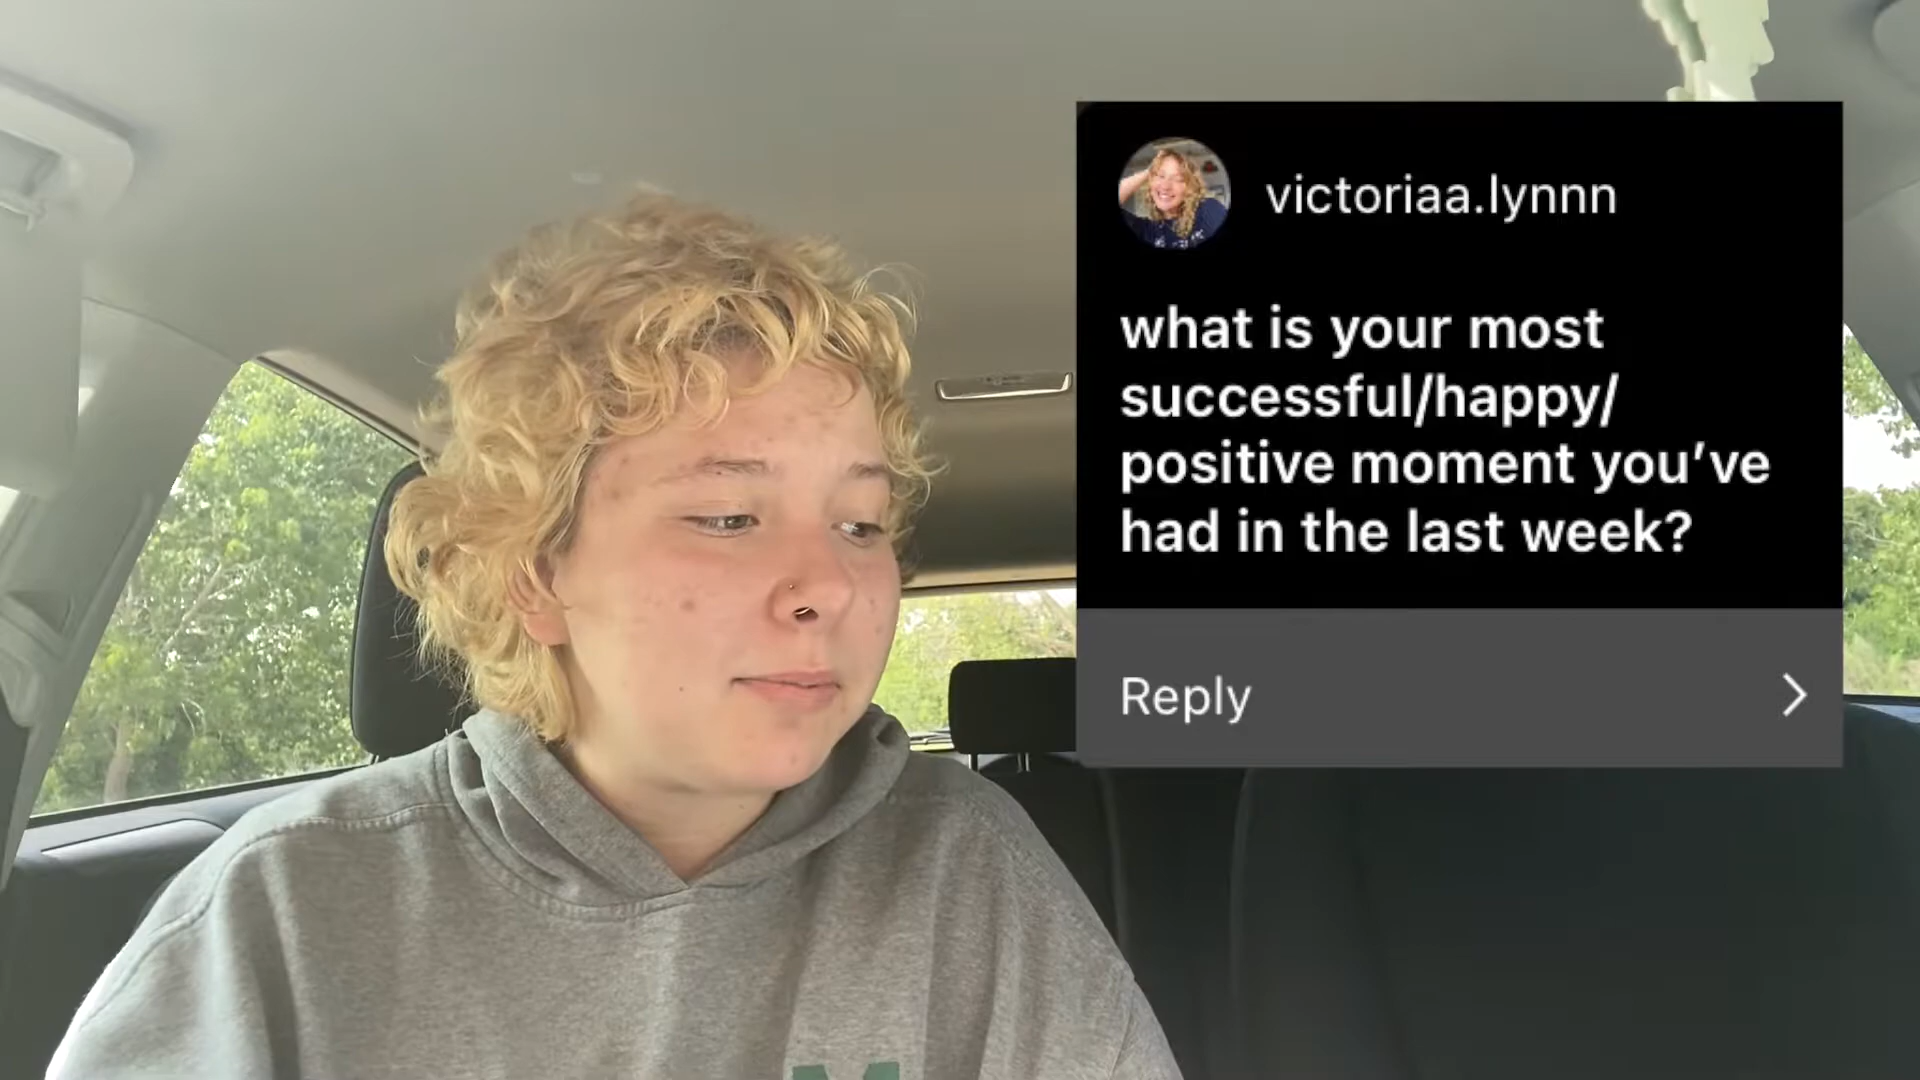 victoriaa.lynnn
what is your most
successful/happy/
positive moment you've
had in the last week?
Reply
M